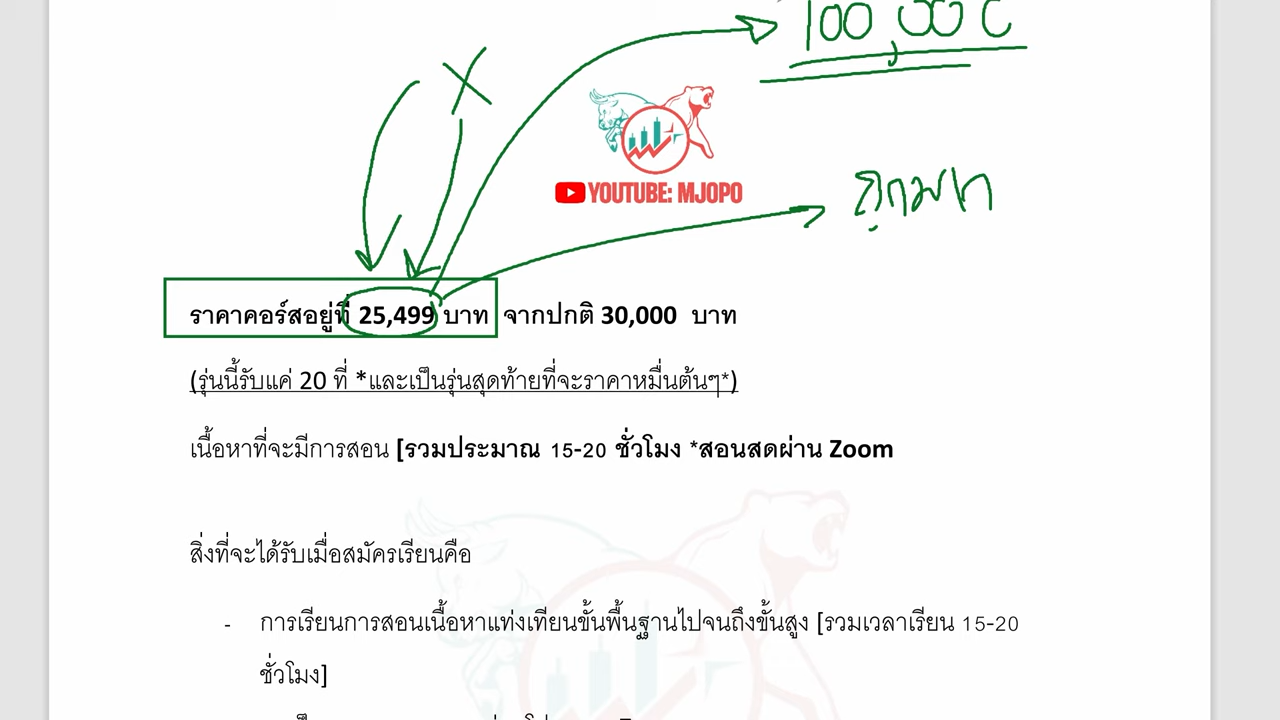 100,000
X
YOUTUBE: MJOPO
ถูกมาก
ราคาคอร์สอยู่ที่ 25,499 บาท จากปกติ 30,000 บาท
(รุ่นนี้รับแค่ 20 ที่ *และเป็นรุ่นสุดท้ายที่จะราคาหมื่นต้นๆ*)
เนื้อหาที่จะมีการสอน [รวมประมาณ 15-20 ชั่วโมง *สอนสดผ่าน Zoom
สิ่งที่จะได้รับเมื่อสมัครเรียนคือ
- การเรียนการสอนเนื้อหาแท่งเทียนขั้นพื้นฐานไปจนถึงขั้นสูง [รวมเวลาเรียน 15-20
ชั่วโมง]